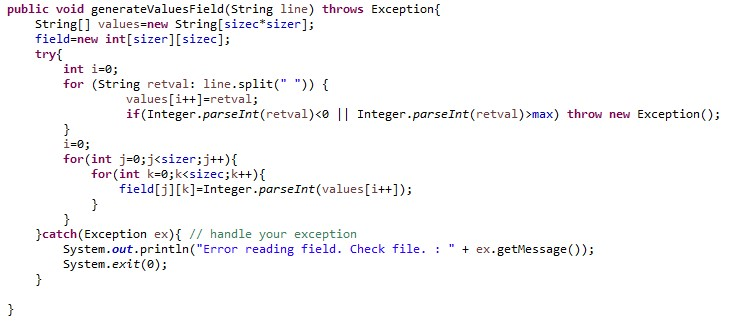 public void generateValuesField(String line) throws Exception{
    String[] values=new String[sizec*sizer];
    field=new int[sizer][sizec];
    try{
        int i=0;
        for (String retval: line.split(" ")) {
                 values[i++]=retval;
                 if(Integer.parseInt(retval)<0 || Integer.parseInt(retval)>max) throw new Exception();
        }
        i=0;
        for(int j=0;j<sizer;j++){
            for(int k=0;k<sizec;k++){
                field[j][k]=Integer.parseInt(values[i++]);
            }
        }
    }catch(Exception ex){ // handle your exception
        System.out.println("Error reading field. Check file. : " + ex.getMessage());
        System.exit(0);
    }

}